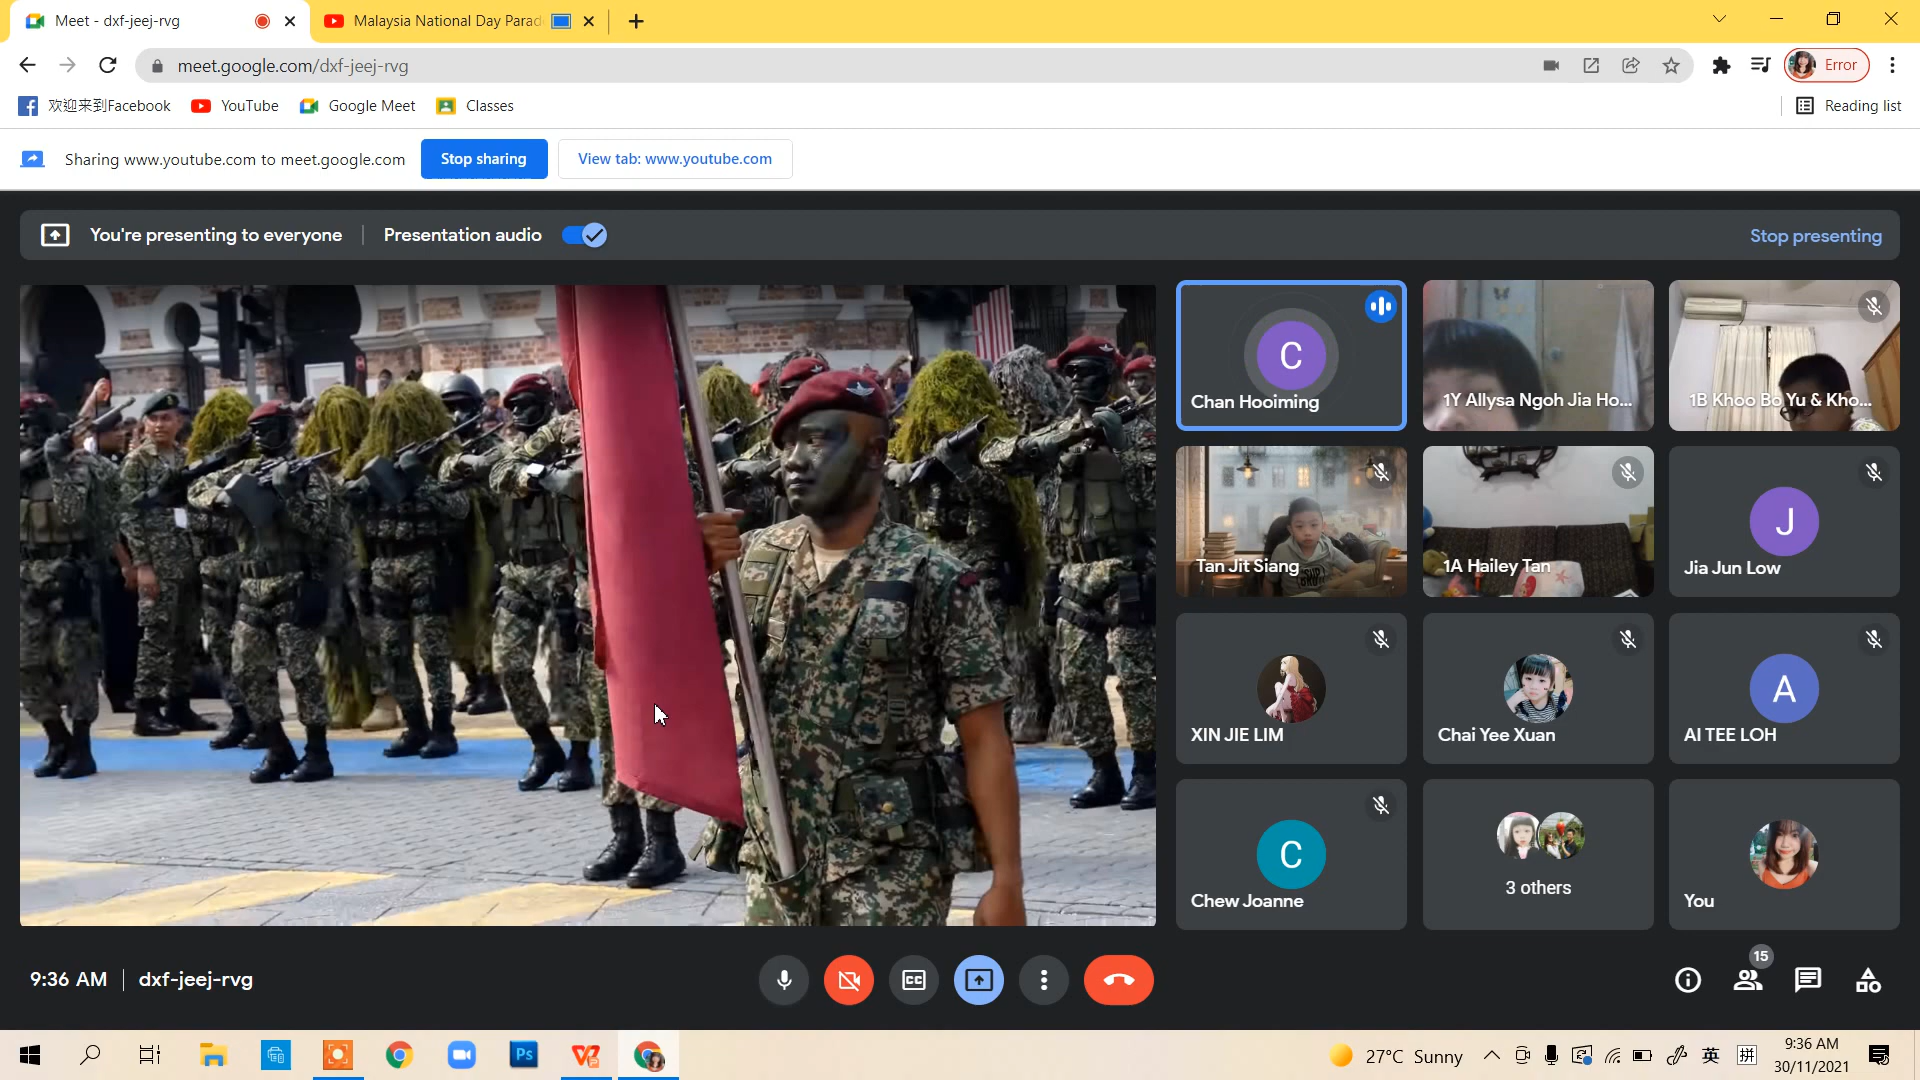 Meet - dxf-jeej-rvg
Malaysia National Day Parad
meet.google.com/dxf-jeej-rvg
Error
欢迎来到Facebook
YouTube
Google Meet
Classes
Reading list
Sharing www.youtube.com to meet.google.com
Stop sharing
View tab: www.youtube.com
You're presenting to everyone
Presentation audio
Stop presenting
C
Chan Hooiming
1Y Allysa Ngoh Jia Ho...
1B Khoo Bo Yu & Kho...
Tan Jit Siang
1A Hailey Tan
J
Jia Jun Low
XIN JIE LIM
Chai Yee Xuan
A
AI TEE LOH
C
Chew Joanne
3 others
You
9:36 AM
dxf-jeej-rvg
CC
15
Ps
27°C Sunny
英
拼
9:36 AM
30/11/2021